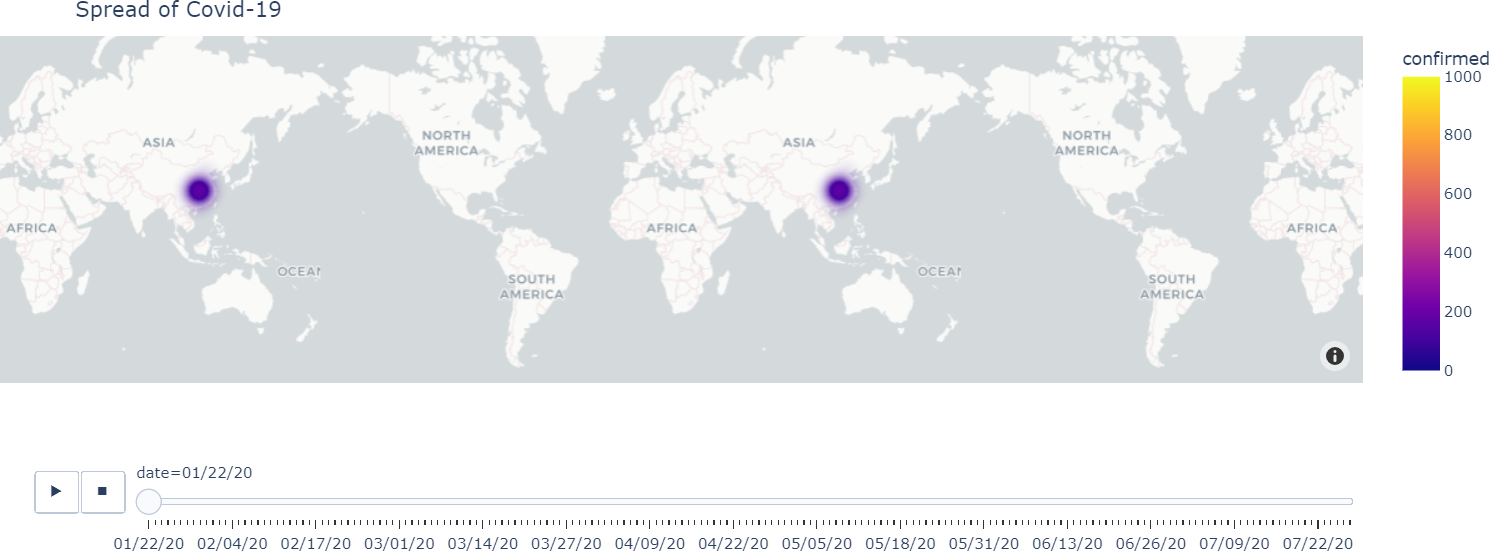 Spread of Covid-19
confirmed
1000
800
600
400
200
0
ASIA
NORTH
AMERICA
ASIA
NORTH
AMERICA
AFRICA
AFRICA
AFRICA
SOUTH
AMERICA
SOUTH
AMERICA
date=01/22/20
01/22/20 02/04/20 02/17/20 03/01/20 03/14/20 03/27/20 04/09/20 04/22/20 05/05/20 05/18/20 05/31/20 06/13/20 06/26/20 07/09/20 07/22/20